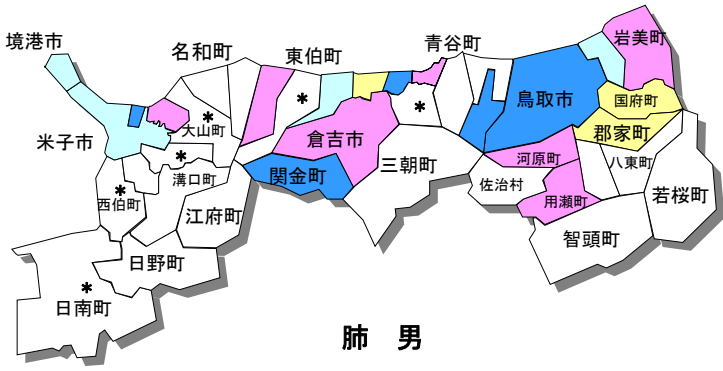 境港市
名和町
東伯町
青谷町
岩美町
米子市
大山町
*
*
*
鳥取市
国府町
郡家町
倉吉市
*
溝口町
関金町
三朝町
河原町
八東町
*
西伯町
江府町
佐治村
用瀬町
若桜町
日野町
智頭町
*
日南町
肺 男